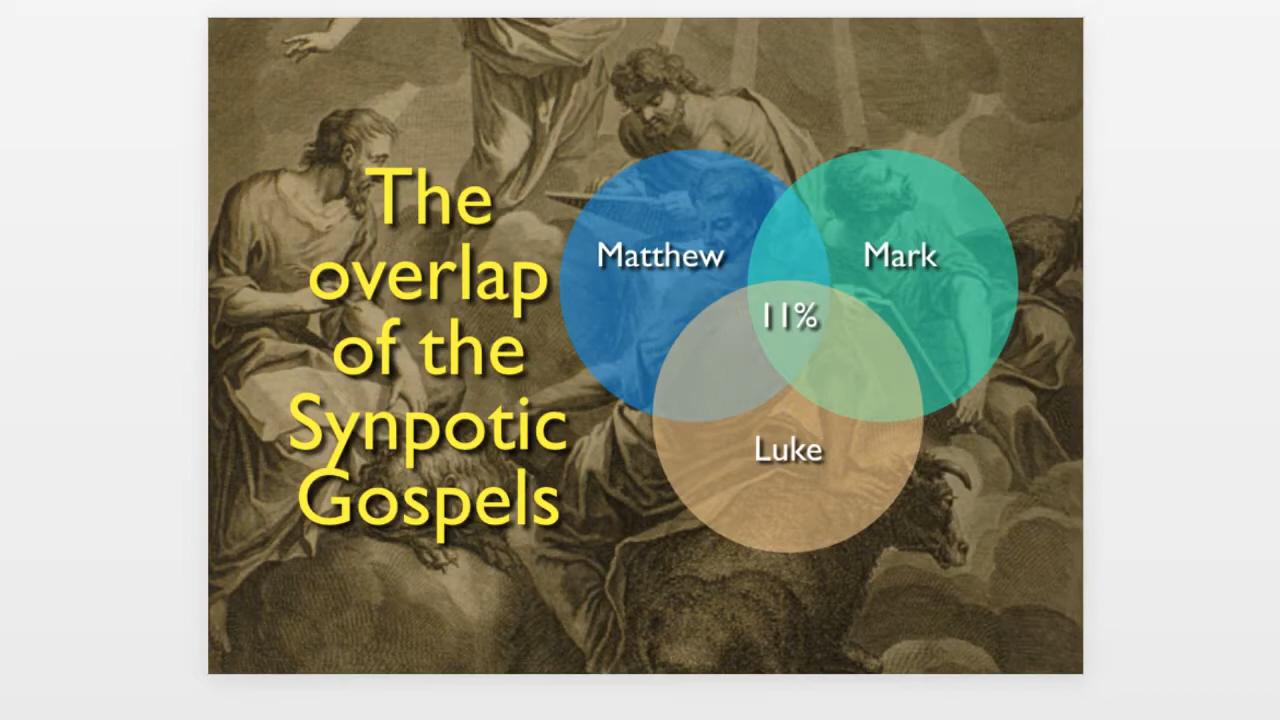 The
overlap
of the
Synpotic
Gospels
Matthew
Mark
11%
Luke